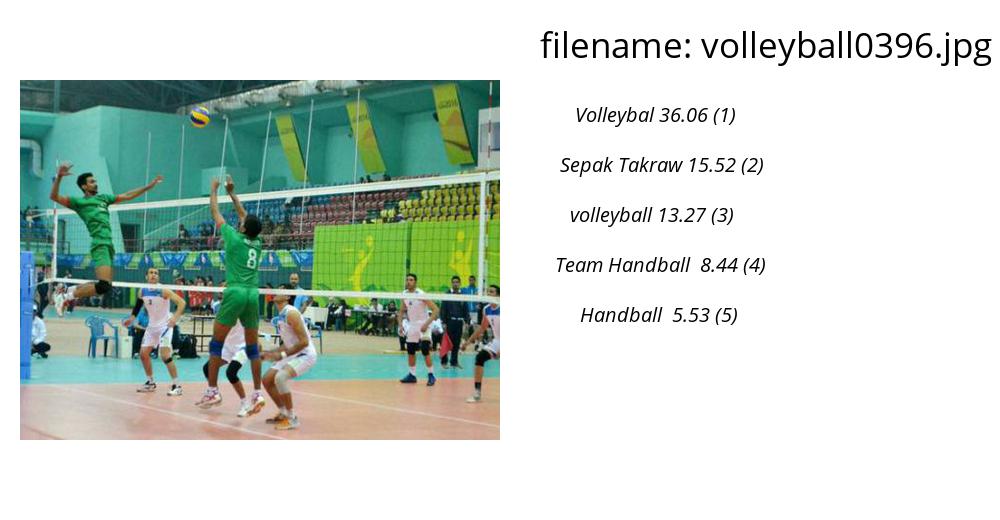 filename: volleyball0396.jpg
Volleybal 36.06 (1)
Sepak Takraw 15.52 (2)
volleyball 13.27 (3)
Team Handball 8.44 (4)
Handball 5.53 (5)
8